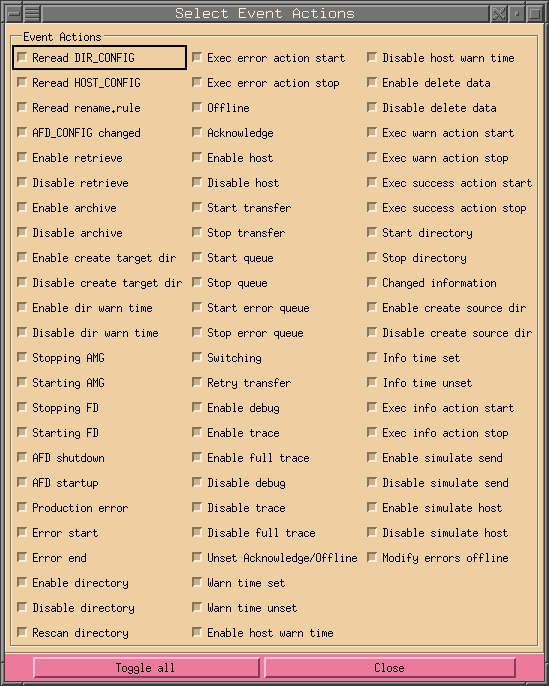 Select Event Actions
Event Actions
Reread DIR_CONFIG
Reread HOST_CONFIG
Reread rename.rule
AFD_CONFIG changed
Enable retrieve
Disable retrieve
Enable archive
Disable archive
Enable create target dir
Disable create target dir
Enable dir warn time
Disable dir warn time
Stopping AMG
Starting AMG
Stopping FD
Starting FD
AFD shutdown
AFD startup
Production error
Error start
Error end
Enable directory
Disable directory
Rescan directory
Exec error action start
Exec error action stop
Offline
Acknowledge
Enable host
Disable host
Start transfer
Stop transfer
Start queue
Stop queue
Start error queue
Stop error queue
Switching
Retry transfer
Enable debug
Enable trace
Enable full trace
Disable debug
Disable trace
Disable full trace
Unset Acknowledge/Offline
Warn time set
Warn time unset
Enable host warn time
Disable host warn time
Enable delete data
Disable delete data
Exec warn action start
Exec warn action stop
Exec success action start
Exec success action stop
Start directory
Stop directory
Changed information
Enable create source dir
Disable create source dir
Info time set
Info time unset
Exec info action start
Exec info action stop
Enable simulate send
Disable simulate send
Enable simulate host
Disable simulate host
Modify errors offline
Toggle all
Close